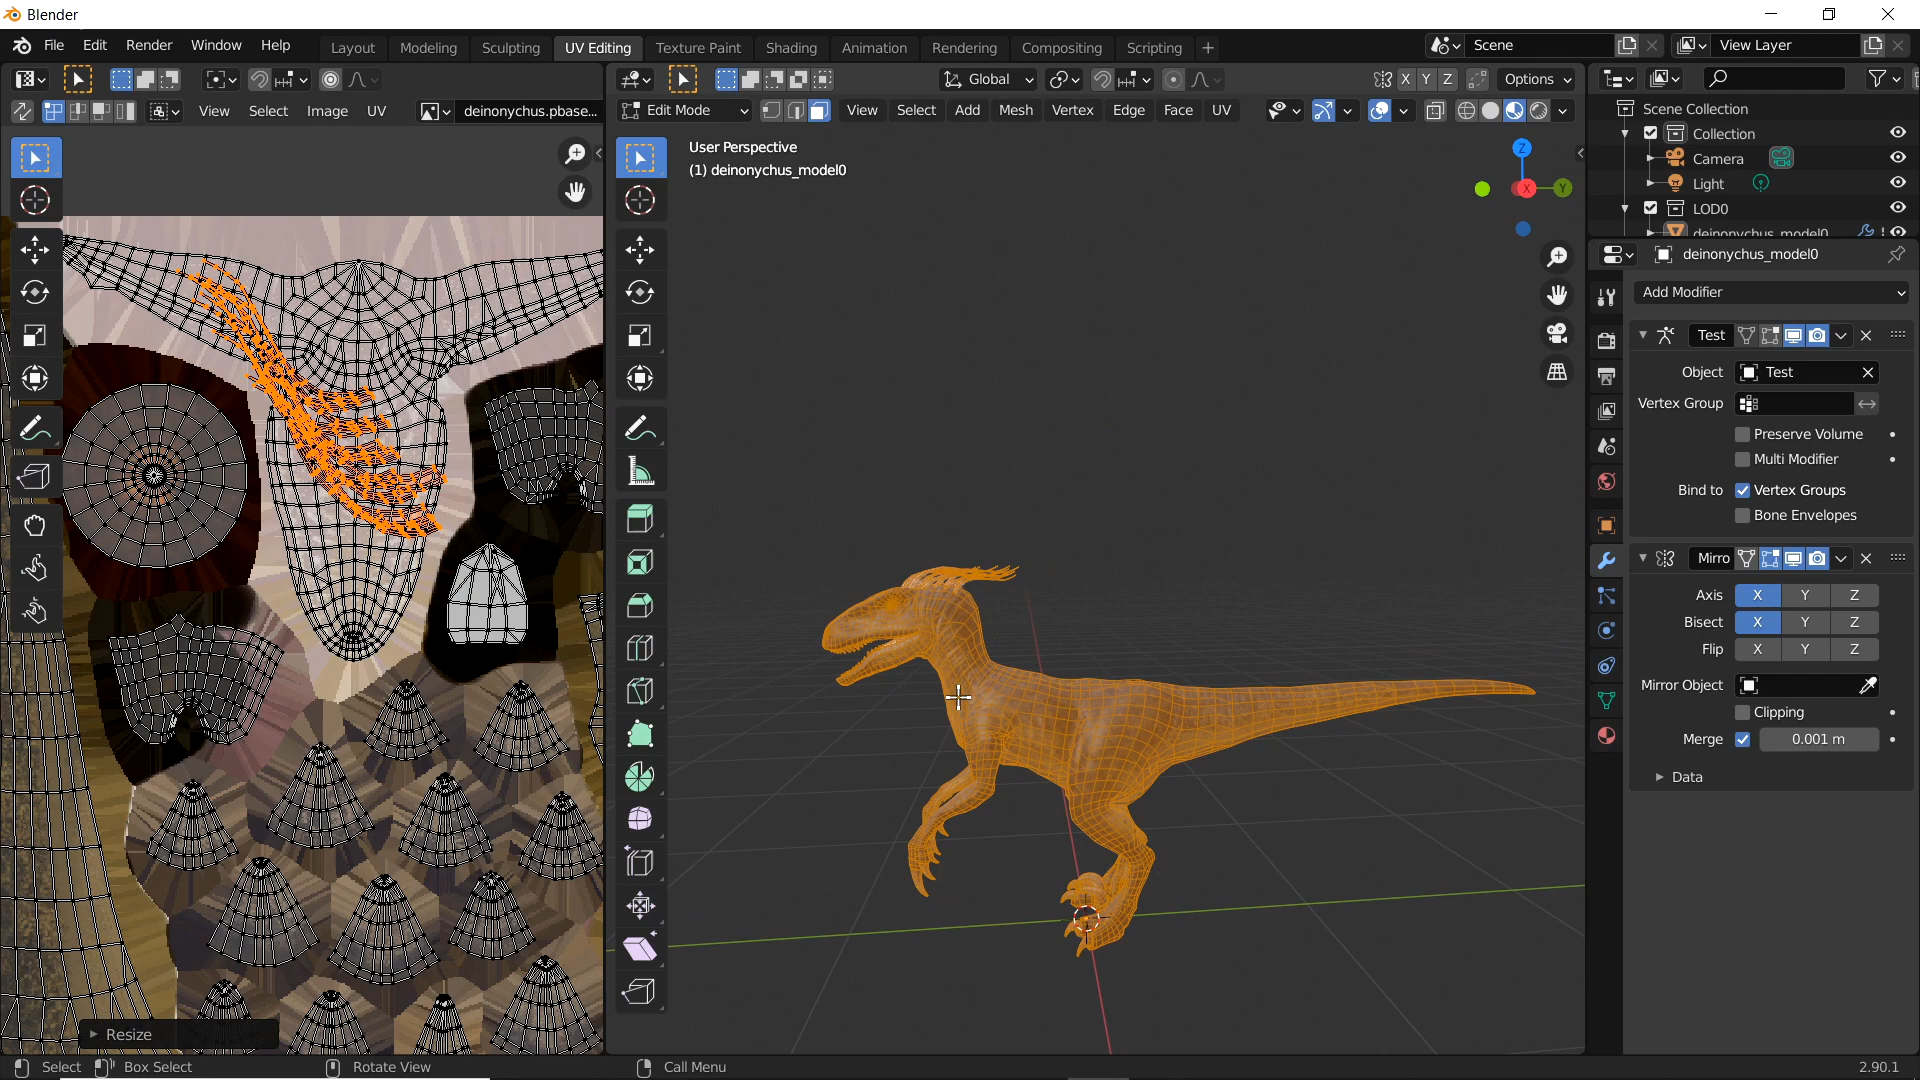 Blender
File Edit Render Window Help Layout Modeling Sculpting UV Editing Texture Paint Shading Animation Rendering Compositing Scripting + Scene View Layer
Global X Y Z Options
View Select Image UV deinonychus.pbase... Edit Mode View Select Add Mesh Vertex Edge Face UV
User Perspective
(1) deinonychus_model0
Z
X Y
Scene Collection
Collection
Camera
Light
LOD0
deinonychus_model0
deinonychus_model0
Add Modifier
Test
Object Test
Vertex Group
Preserve Volume
Multi Modifier
Bind to Vertex Groups
Bone Envelopes
Mirro
Axis X Y Z
Bisect X Y Z
Flip X Y Z
Mirror Object
Clipping
Merge 0.001 m
Data
Resize
Select Box Select Rotate View Call Menu 2.90.1